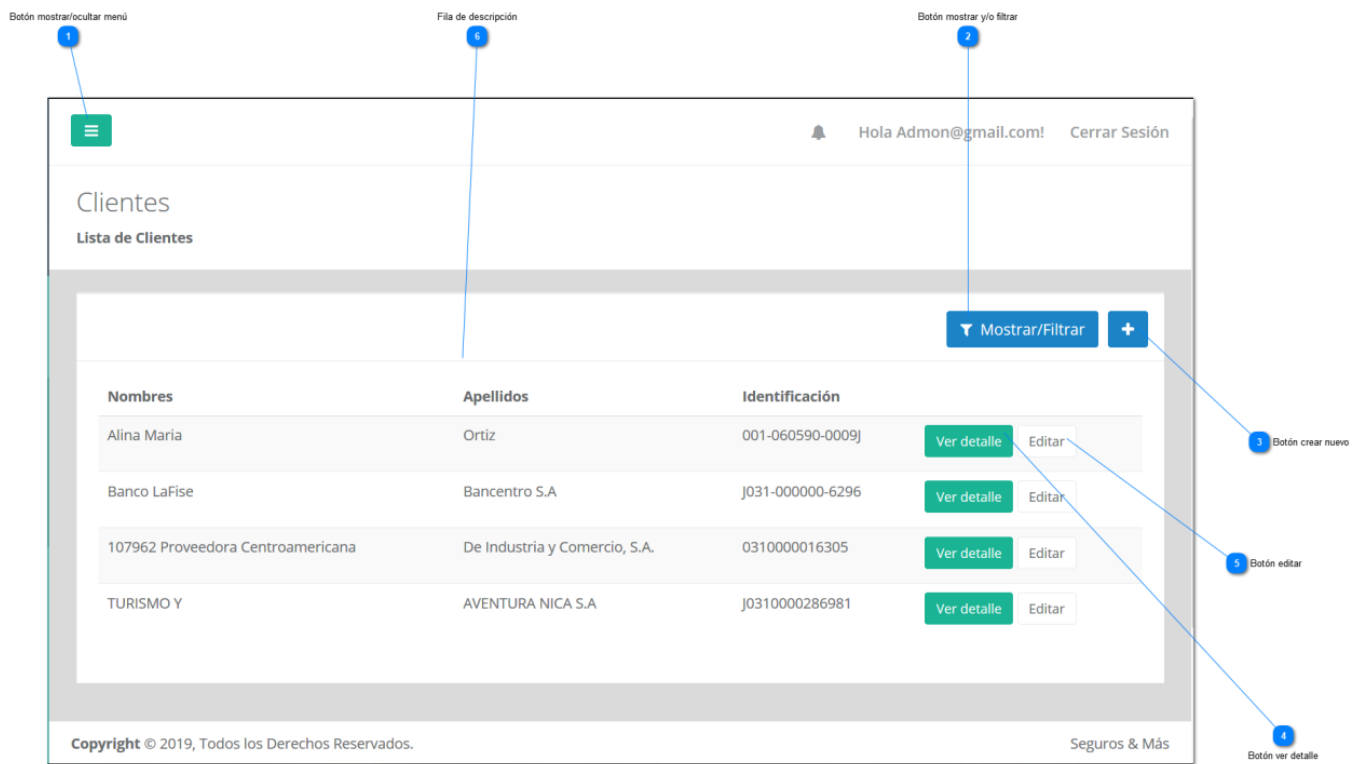 Botón mostrar/ocultar menú
Fila de descripción
Botón mostrar y/o filtrar
1
6
2
Hola Admon@gmail.com! Cerrar Sesión
Clientes
Lista de Clientes
Mostrar/Filtrar
Nombres Apellidos Identificación
Alina Maria Ortiz 001-060590-0009J Ver detalle Editar
3 Botón crear nuevo
Banco LaFise Bancentro S.A J031-000000-6296 Ver detalle Editar
107962 Proveedora Centroamericana De Industria y Comercio, S.A. 0310000016305 Ver detalle Editar
5 Botón editar
TURISMO Y AVENTURA NICA S.A J0310000286981 Ver detalle Editar
4
Botón ver detalle
Copyright © 2019, Todos los Derechos Reservados. Seguros & Más